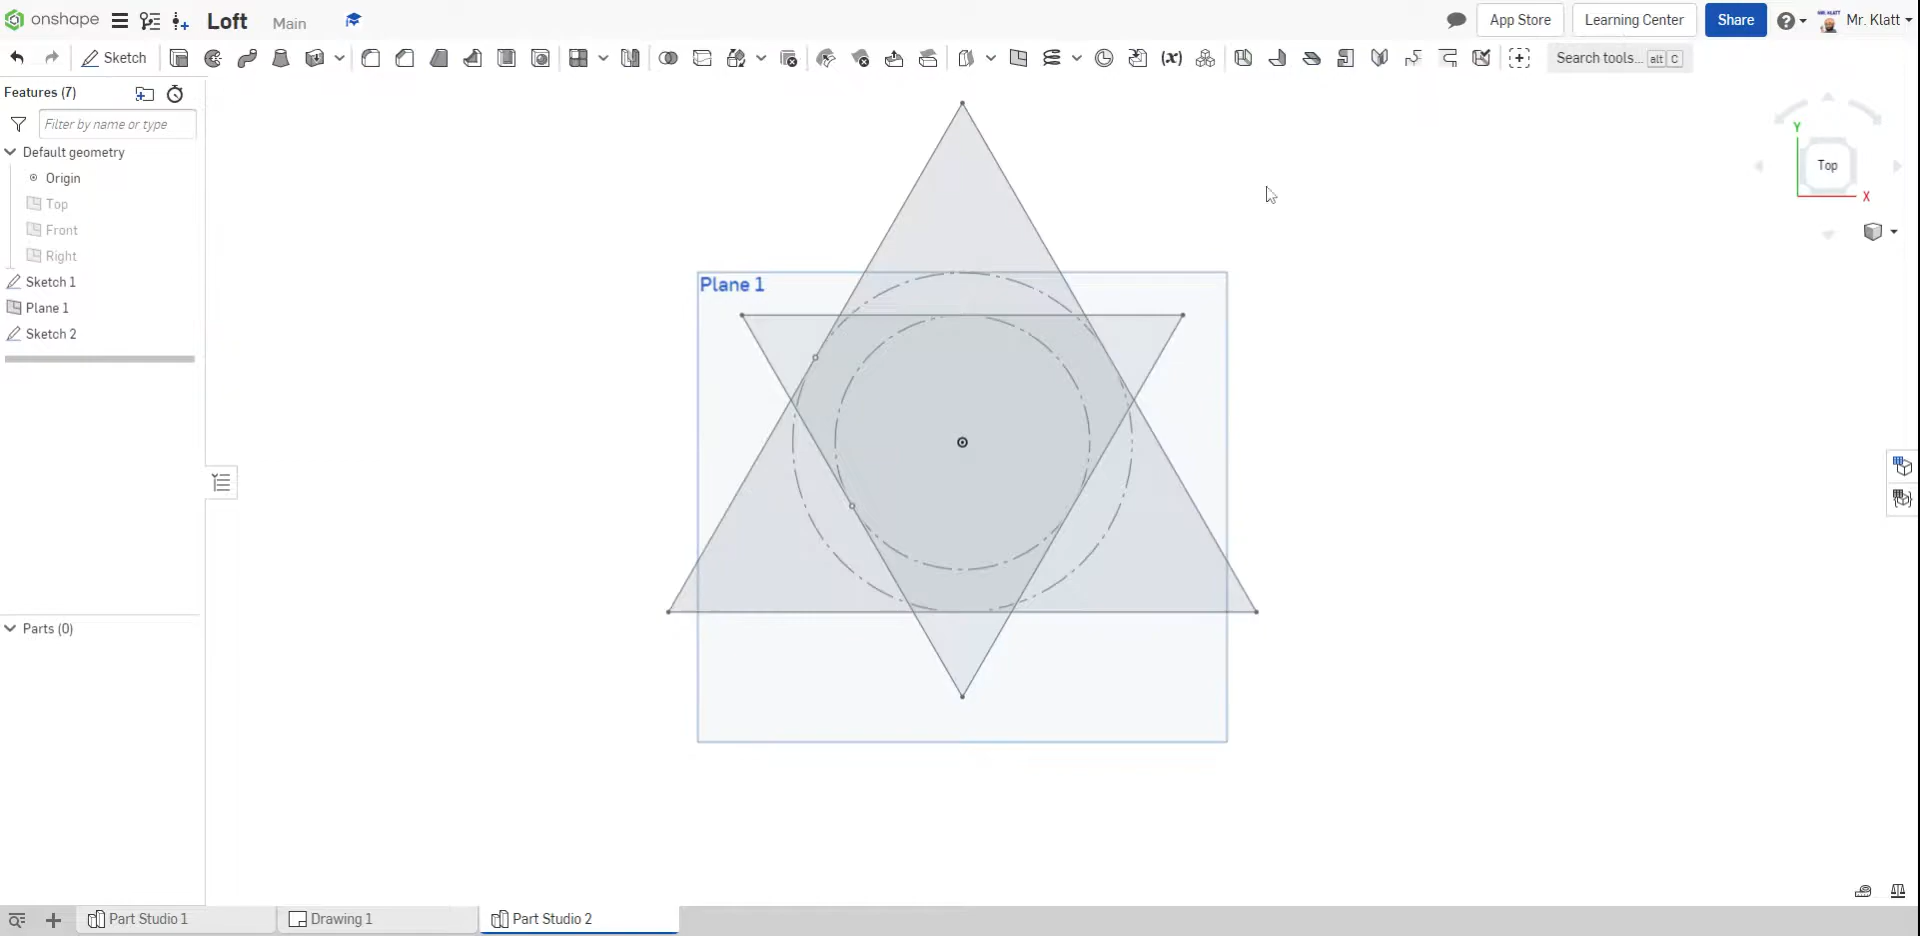 onshape Loft Main App Store Learning Center Share Mr. Klatt
Sketch (x) Search tools... alt C
Features (7)
Filter by name or type
Default geometry
Origin
Top
Front
Right
Sketch 1
Plane 1
Sketch 2
Parts (0)
Plane 1
Y
Top
X
Part Studio 1 Drawing 1 Part Studio 2